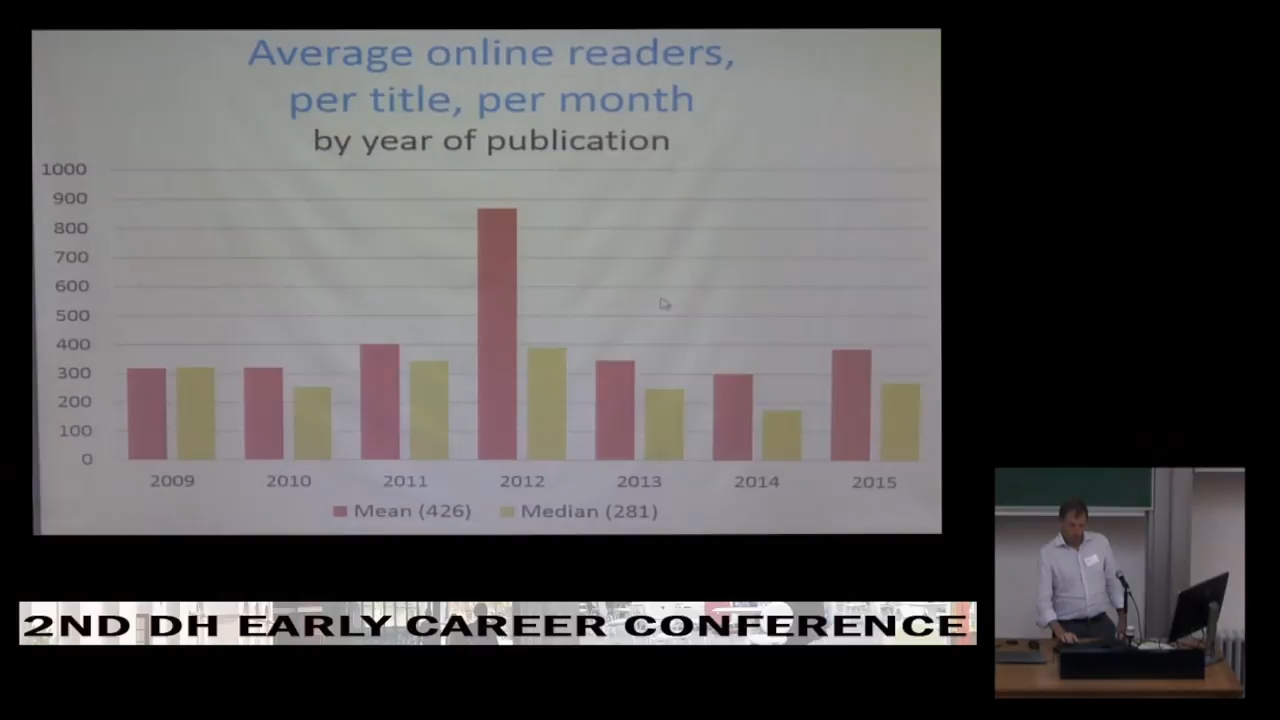 Average online readers,
per title, per month
by year of publication
1000
900
800
700
600
500
400
300
200
100
0
2009 2010 2011 2012 2013 2014 2015
Mean (426) Median (281)
2ND DH EARLY CAREER CONFERENCE